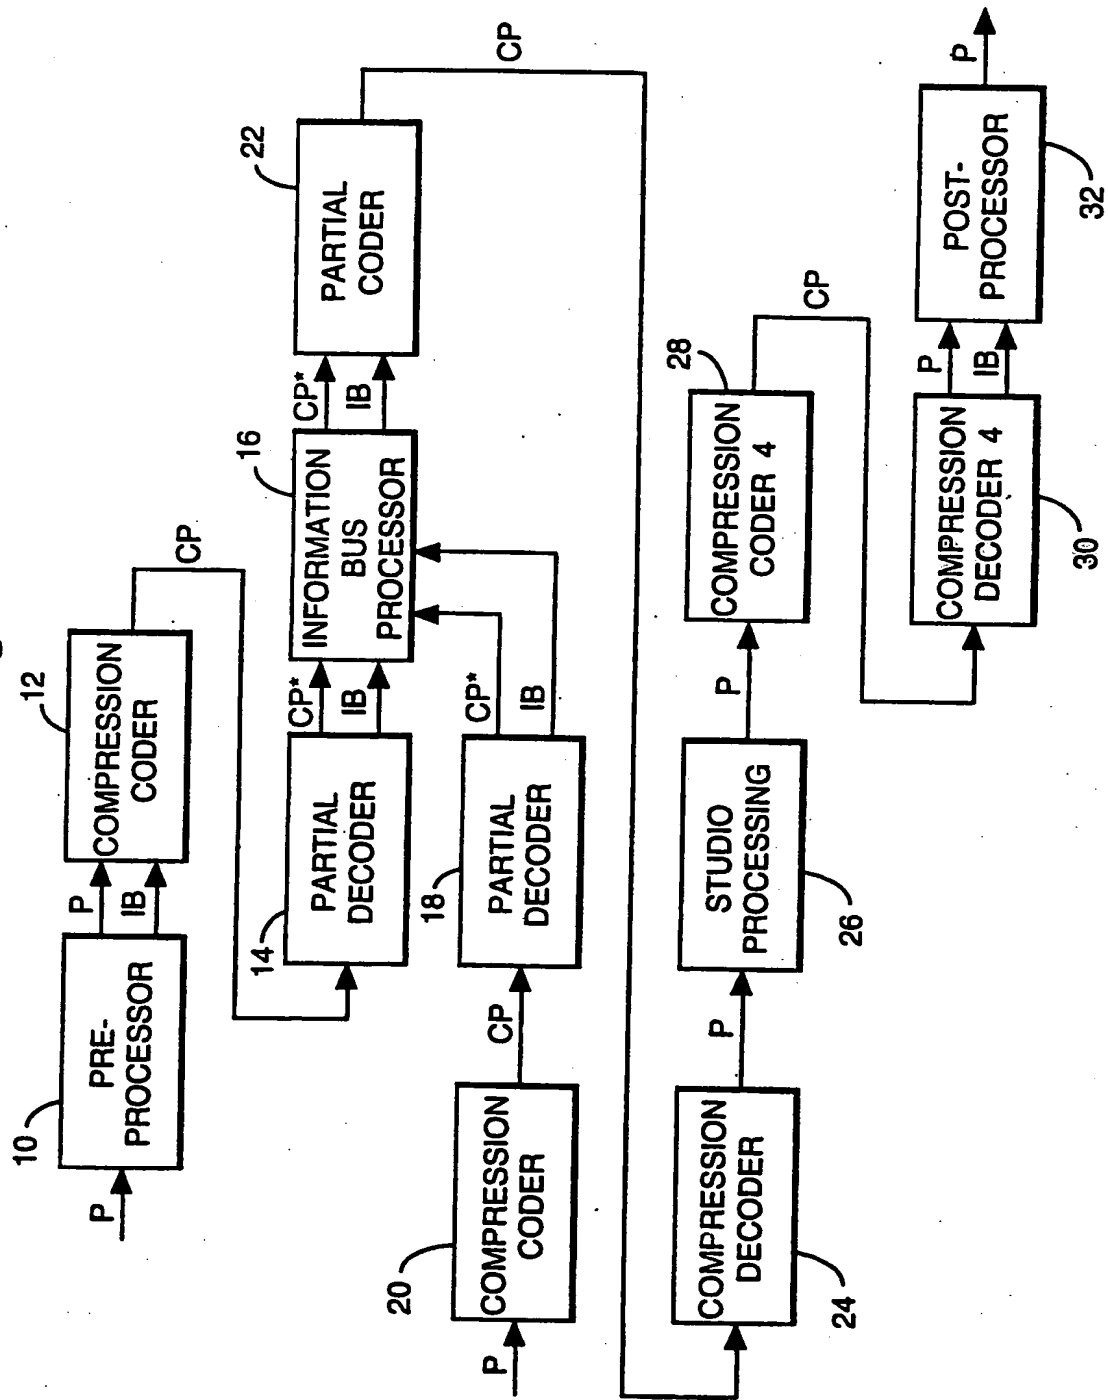 10
P
PRE-
PROCESSOR
P
IB
12
COMPRESSION
CODER
CP
14
PARTIAL
DECODER
CP*
IB
16
INFORMATION
BUS
PROCESSOR
CP*
IB
22
PARTIAL
CODER
CP
P
20
COMPRESSION
CODER
CP
18
PARTIAL
DECODER
CP*
IB
COMPRESSION
DECODER
24
P
STUDIO
PROCESSING
26
P
28
COMPRESSION
CODER 4
CP
COMPRESSION
DECODER 4
30
P
IB
POST-
PROCESSOR
32
P